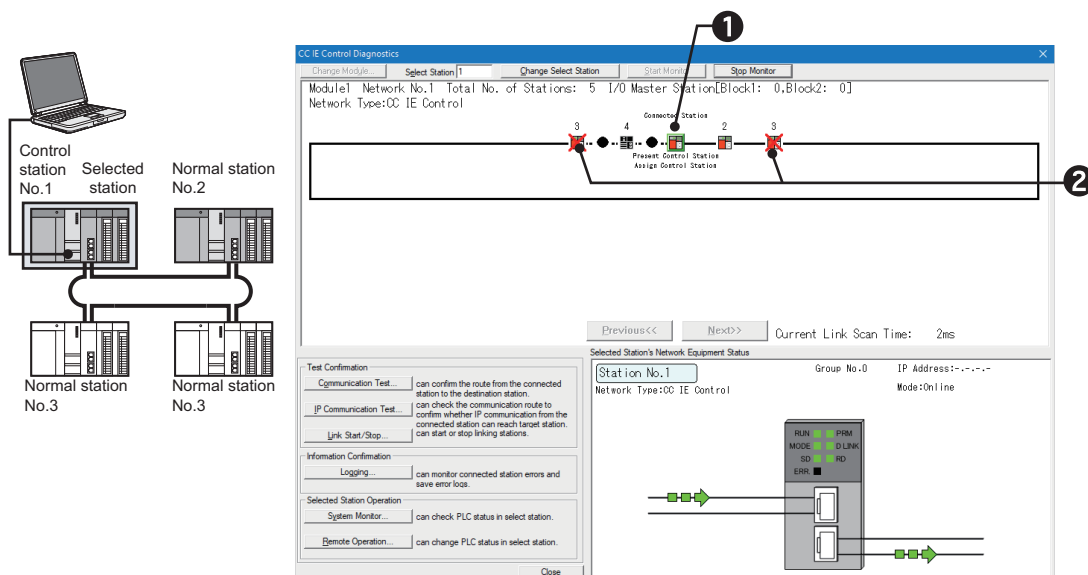 1
CC IE Control Diagnostics
Change Module...
Select Station 1
Change Select Station
Start Monitor
Stop Monitor
Module1 Network No.1 Total No. of Stations: 5 I/O Master Station[Block1: 0,Block2: 0]
Network Type:CC IE Control
Connected Station
3 4 2 3
Present Control Station
Assign Control Station
2
Control station No.1
Selected station
Normal station No.2
Normal station No.3
Normal station No.3
Previous<<
Next>>
Current Link Scan Time: 2ms
Selected Station's Network Equipment Status
Test Confirmation
Communication Test...
can confirm the route from the connected
station to the destination station.
IP Communication Test...
can check the communication route to
confirm whether IP communication from the
connected station can reach target station.
Link Start/Stop...
can start or stop linking stations.
Information Confirmation
Logging...
can monitor connected station errors and
save error logs.
Selected Station Operation
System Monitor...
can check PLC status in select station.
Remote Operation...
can change PLC status in select station.
Close
Station No.1
Group No.0
IP Address:-.-.-.-
Network Type:CC IE Control
Mode:Online
RUN PRM
MODE D LINK
SD RD
ERR.